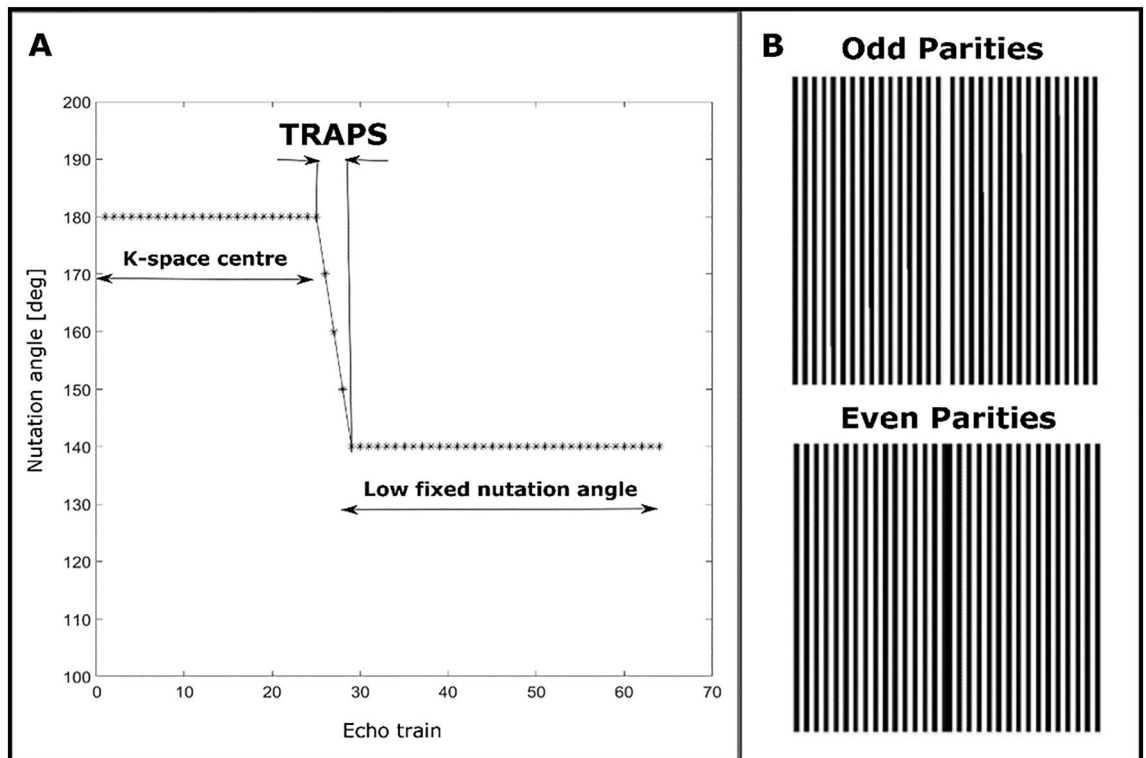 A
TRAPS
200
190
180
170
160
150
140
130
120
110
100
K-space centre
Low fixed nutation angle
Nutation angle [deg]
0 10 20 30 40 50 60 70
Echo train
B
Odd Parities
Even Parities